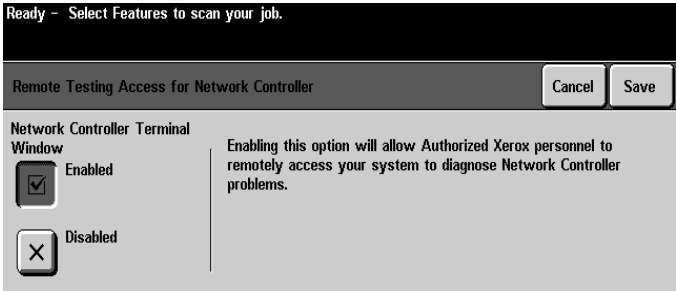 Ready - Select Features to scan your job.
Remote Testing Access for Network Controller
Cancel
Save
Network Controller Terminal
Window
Enabled
Disabled
Enabling this option will allow Authorized Xerox personnel to
remotely access your system to diagnose Network Controller
problems.